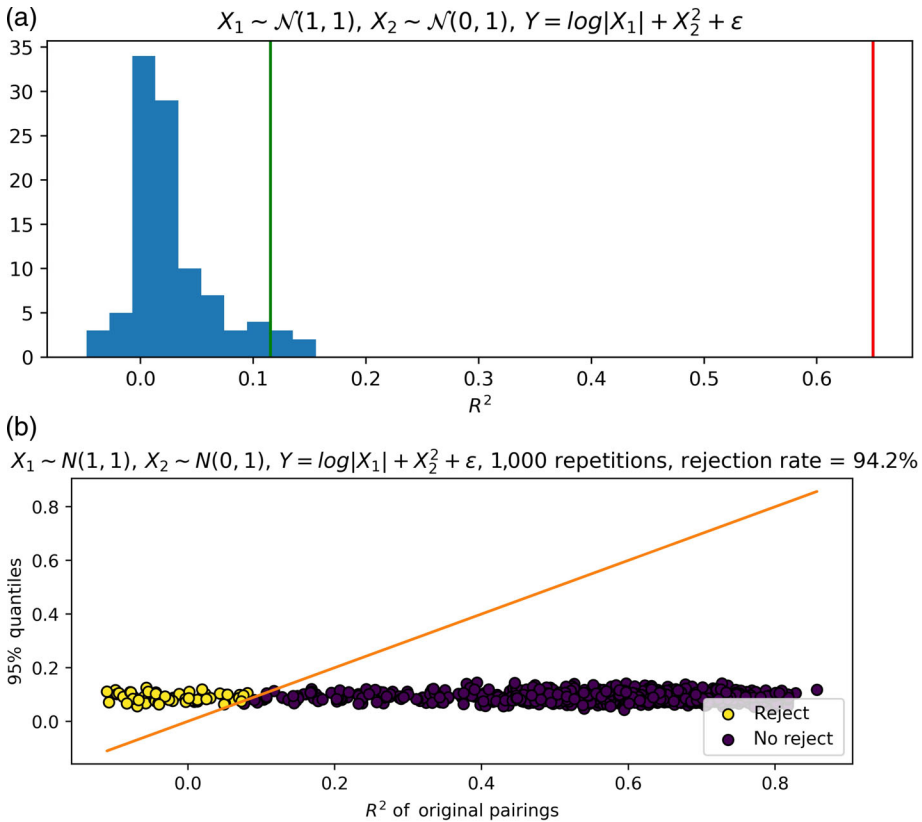 (a)
X₁ ~ 𝒩(1, 1), X₂ ~ 𝒩(0, 1), Y = log|X₁| + X₂² + ε
35
30
25
20
15
10
5
0
0.0 0.1 0.2 0.3 0.4 0.5 0.6
R²
(b)
X₁ ~ N(1, 1), X₂ ~ N(0, 1), Y = log|X₁| + X₂² + ε, 1,000 repetitions, rejection rate = 94.2%
95% quantiles
0.8
0.6
0.4
0.2
0.0
Reject
No reject
0.0 0.2 0.4 0.6 0.8
R² of original pairings